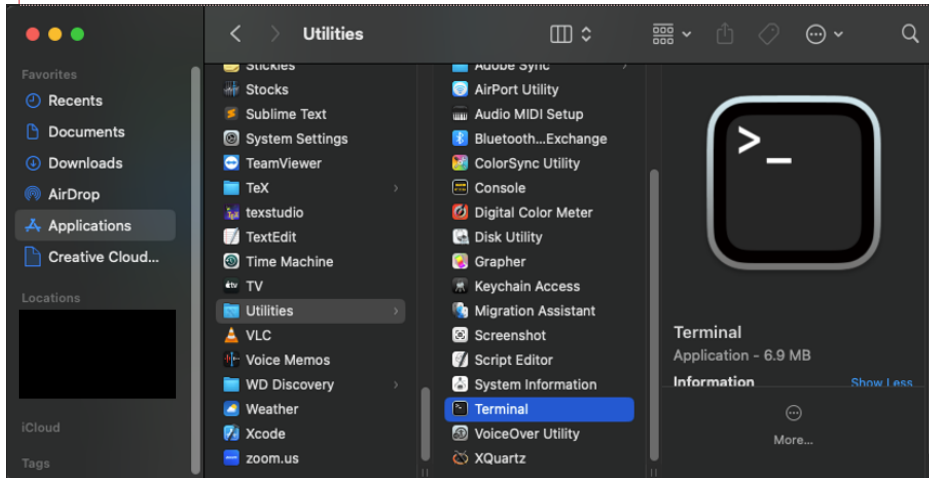 Utilities
Favorites
Recents
Documents
Downloads
AirDrop
Applications
Creative Cloud...
Locations
iCloud
Tags
Stickies
Stocks
Sublime Text
System Settings
TeamViewer
TeX
texstudio
TextEdit
Time Machine
TV
Utilities
VLC
Voice Memos
WD Discovery
Weather
Xcode
zoom.us
Adobe Sync
AirPort Utility
Audio MIDI Setup
Bluetooth...Exchange
ColorSync Utility
Console
Digital Color Meter
Disk Utility
Grapher
Keychain Access
Migration Assistant
Screenshot
Script Editor
System Information
Terminal
VoiceOver Utility
XQuartz
>_
Terminal
Application - 6.9 MB
Information Show Less
More...